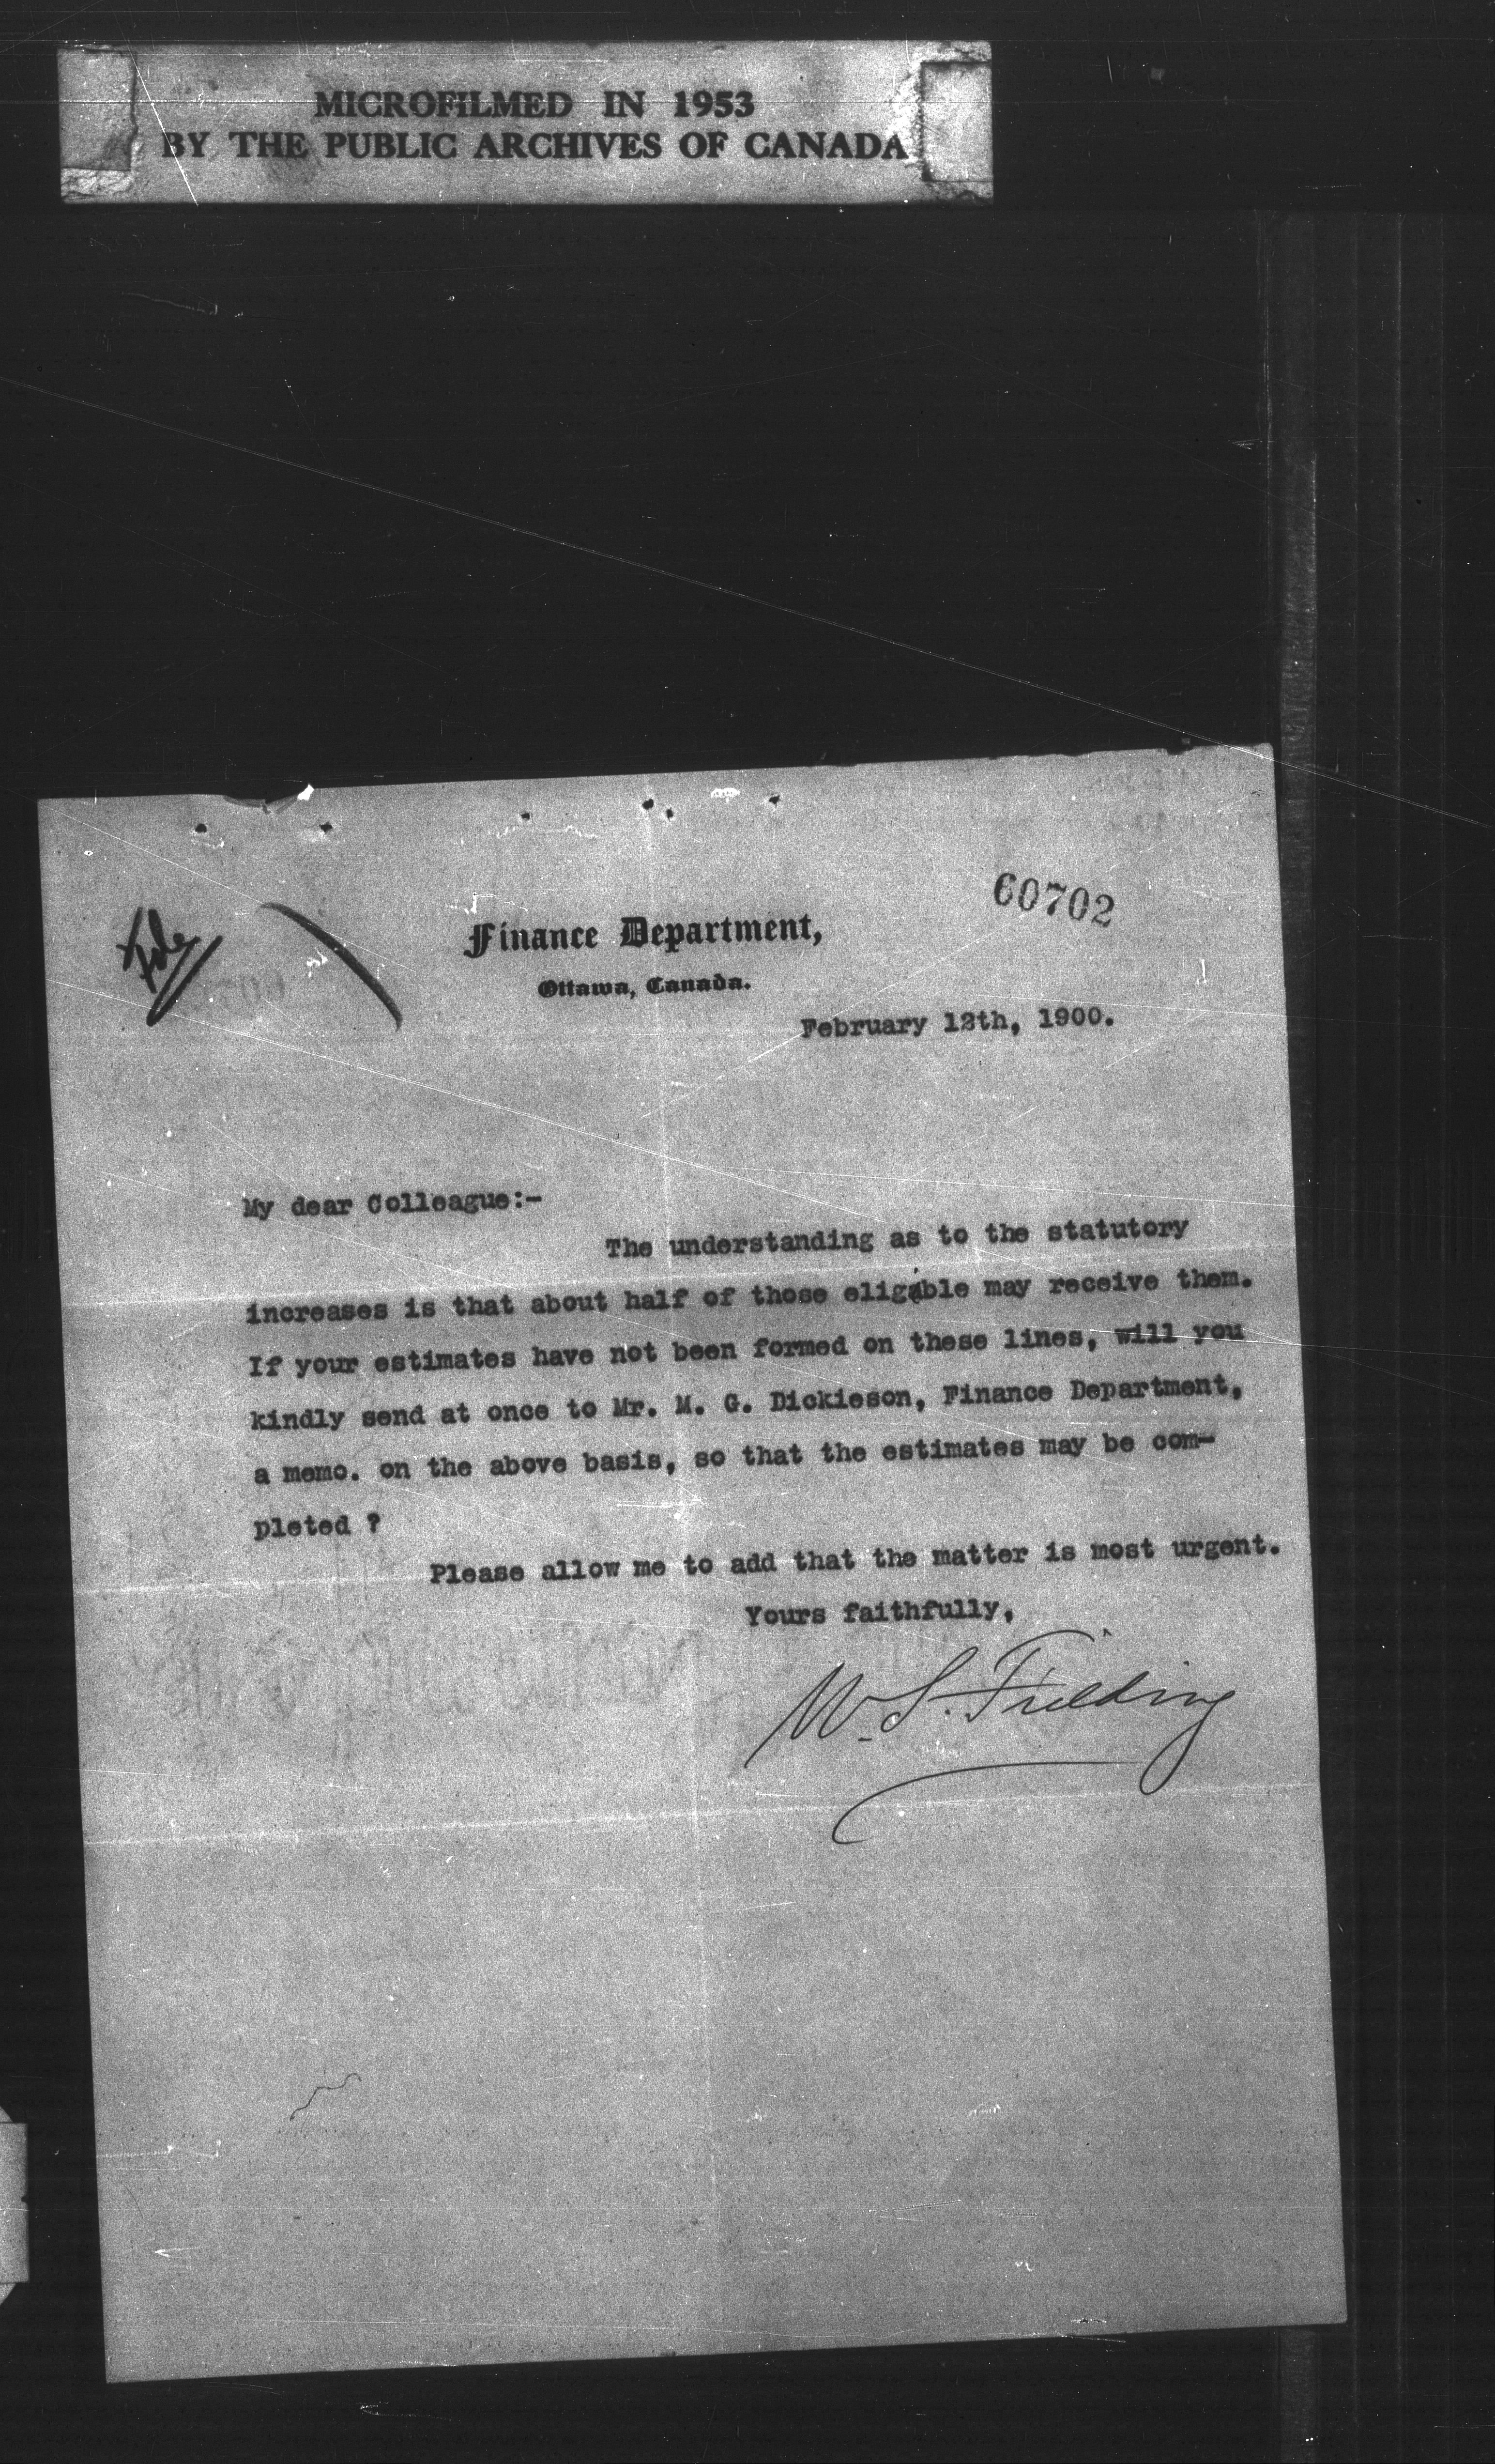 MICROFILMED IN 1953
BY THE PUBLIC ARCHIVES OF CANADA
60702
File
Finance Department,
Ottawa, Canada.
February 12th, 1900.
My dear Colleague:-
The understanding as to the statutory
increases is that about half of those eligible may receive them.
If your estimates have not been formed on these lines, will you
kindly send at once to Mr. M. G. Dickieson, Finance Department,
a memo. on the above basis, so that the estimates may be com-
pleted ?
Please allow me to add that the matter is most urgent.
Yours faithfully,
W. S. Fielding